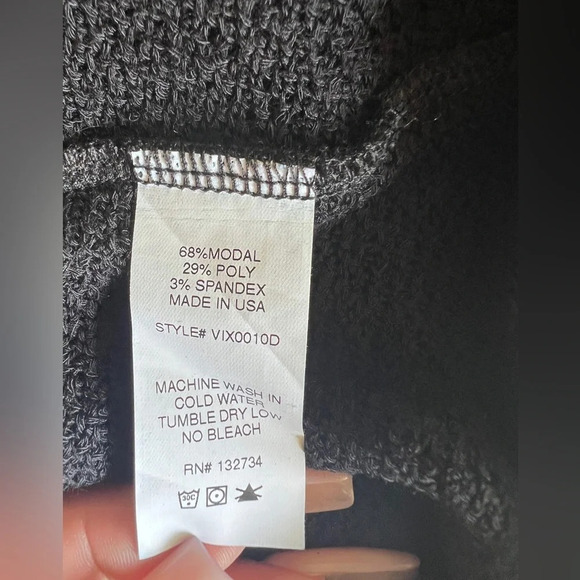 68%MODAL
29% POLY
3% SPANDEX
MADE IN USA
STYLE# VIX0010D
MACHINE WASH IN
COLD WATER
TUMBLE DRY LOW
NO BLEACH
RN# 132734
30C